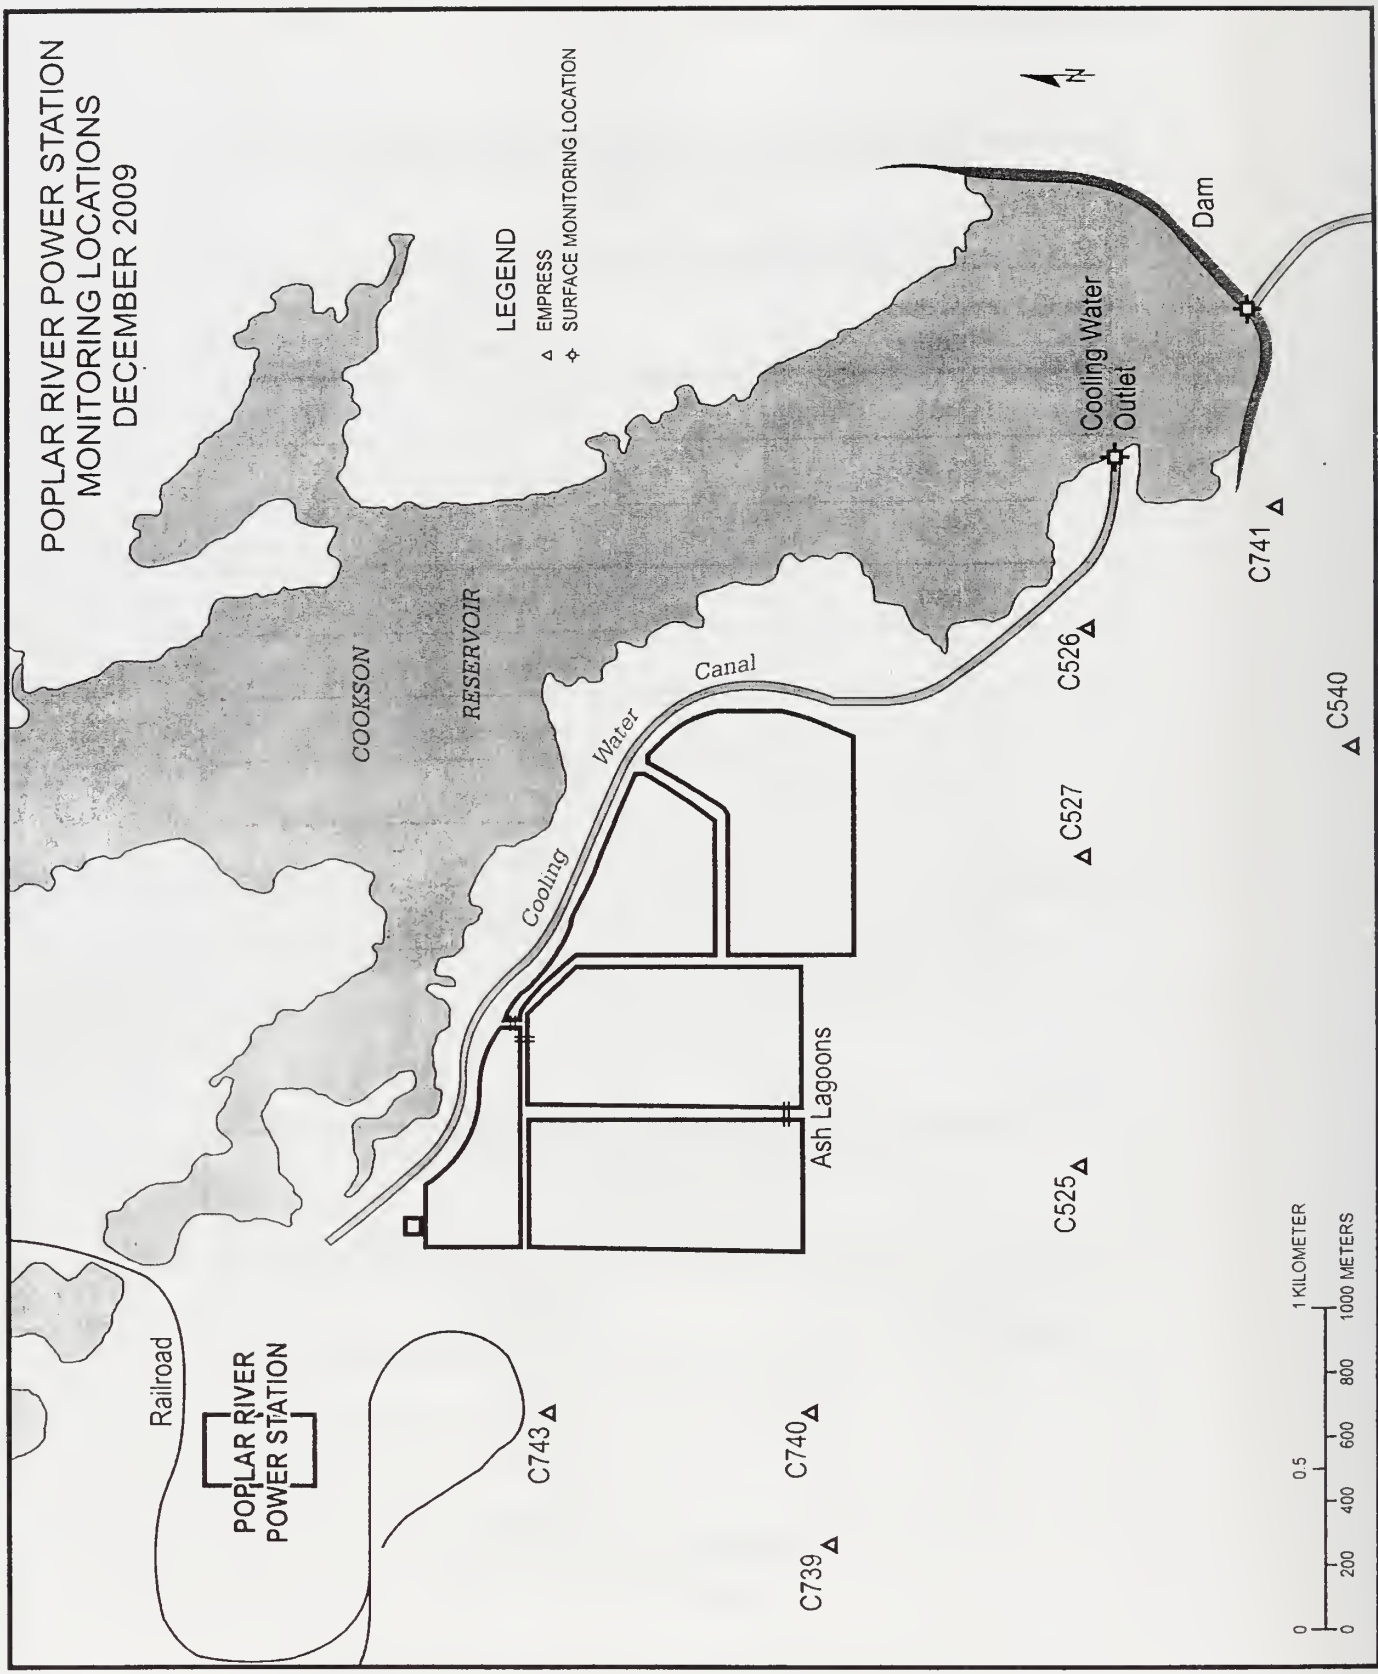 POPLAR RIVER POWER STATION
MONITORING LOCATIONS
DECEMBER 2009
LEGEND
EMPRESS
SURFACE MONITORING LOCATION
N
COOKSON
RESERVOIR
Railroad
POPLAR RIVER
POWER STATION
Cooling
Water
Canal
Cooling Water
Outlet
Dam
Ash Lagoons
C743
C740
C739
C525
C527
C526
C741
C540
0
0.5
1 KILOMETER
0
200
400
600
800
1000 METERS